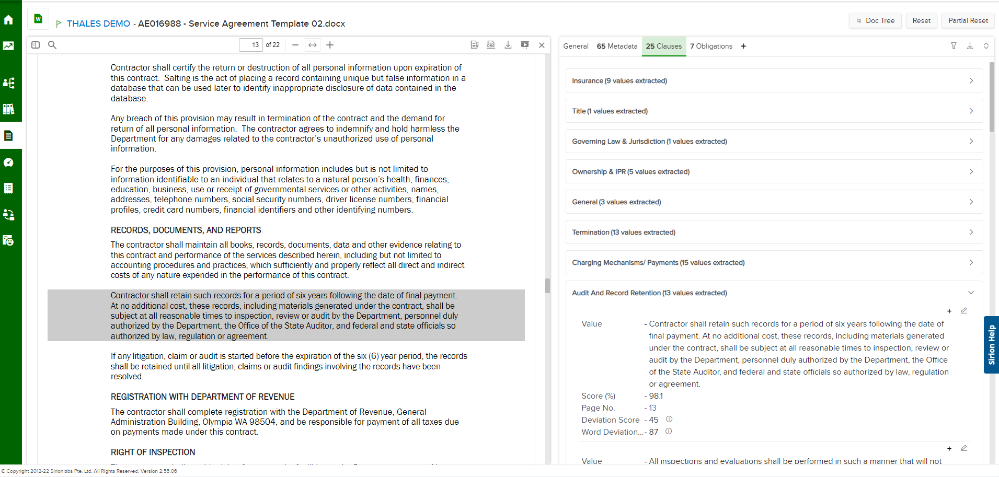 W
THALES DEMO - AE016988 - Service Agreement Template 02.docx
Doc Tree
Reset
Partial Reset
13 of 22
ORG
Contractor shall certify the return or destruction of all personal information upon expiration of
this contract.  Salting is the act of placing a record containing unique but false information in a
database that can be used later to identify inappropriate disclosure of data contained in the
database.
Any breach of this provision may result in termination of the contract and the demand for
return of all personal information.  The contractor agrees to indemnify and hold harmless the
Department for any damages related to the contractor's unauthorized use of personal
information.
For the purposes of this provision, personal information includes but is not limited to
information identifiable to an individual that relates to a natural person's health, finances,
education, business, use or receipt of governmental services or other activities, names,
addresses, telephone numbers, social security numbers, driver license numbers, financial
profiles, credit card numbers, financial identifiers and other identifying numbers.
RECORDS, DOCUMENTS, AND REPORTS
The contractor shall maintain all books, records, documents, data and other evidence relating to
this contract and performance of the services described herein, including but not limited to
accounting procedures and practices, which sufficiently and properly reflect all direct and indirect
costs of any nature expended in the performance of this contract.
Contractor shall retain such records for a period of six years following the date of final payment.
At no additional cost, these records, including materials generated under the contract, shall be
subject at all reasonable times to inspection, review or audit by the Department, personnel duly
authorized by the Department, the Office of the State Auditor, and federal and state officials so
authorized by law, regulation or agreement.
If any litigation, claim or audit is started before the expiration of the six (6) year period, the records
shall be retained until all litigation, claims or audit findings involving the records have been
resolved.
REGISTRATION WITH DEPARTMENT OF REVENUE
The contractor shall complete registration with the Department of Revenue, General
Administration Building, Olympia WA 98504, and be responsible for payment of all taxes due
on payments made under this contract.
RIGHT OF INSPECTION
General
65 Metadata
25 Clauses
7 Obligations
+
Insurance (9 values extracted)
Title (1 values extracted)
Governing Law & Jurisdiction (1 values extracted)
Ownership & IPR (5 values extracted)
General (3 values extracted)
Termination (13 values extracted)
Charging Mechanisms/ Payments (15 values extracted)
Audit And Record Retention (13 values extracted)
+
Value - Contractor shall retain such records for a period of six years following the date of
final payment. At no additional cost, these records, including materials generated
under the contract, shall be subject at all reasonable times to inspection, review or
audit by the Department, personnel duly authorized by the Department, the Office
of the State Auditor, and federal and state officials so authorized by law, regulation
or agreement.
Score (%) - 98.1
Page No. - 13
Deviation Score - 45
Word Deviation... - 87
+
Value - All inspections and evaluations shall be performed in such a manner that will not
Sirion Help
© Copyright 2012-22 Sirionlabs Pte. Ltd. All Rights Reserved. Version 2.55.06